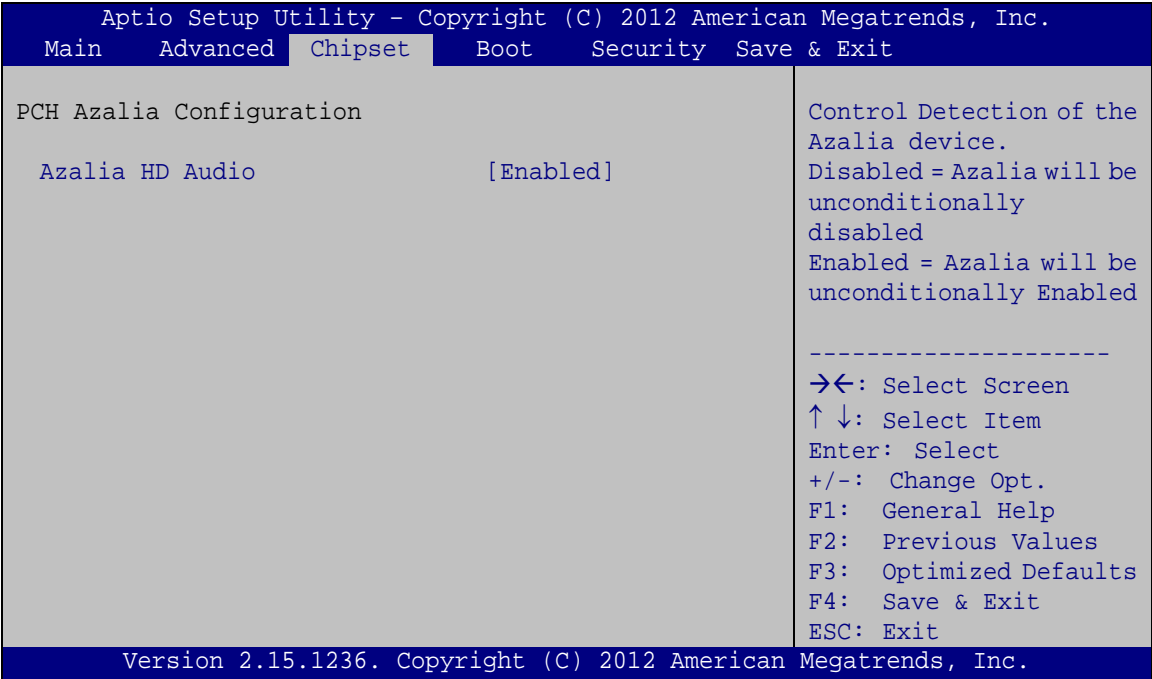 Aptio Setup Utility – Copyright (C) 2012 American Megatrends, Inc.
Main Advanced Chipset Boot Security Save & Exit
PCH Azalia Configuration
Azalia HD Audio [Enabled]
Control Detection of the
Azalia device.
Disabled = Azalia will be
unconditionally
disabled
Enabled = Azalia will be
unconditionally Enabled
---------------------
→←: Select Screen
↑ ↓: Select Item
Enter: Select
+/-: Change Opt.
F1: General Help
F2: Previous Values
F3: Optimized Defaults
F4: Save & Exit
ESC: Exit
Version 2.15.1236. Copyright (C) 2012 American Megatrends, Inc.